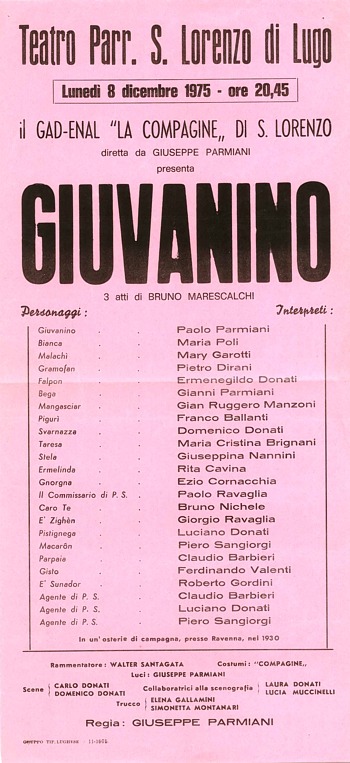 Teatro Parr. S. Lorenzo di Lugo
Lunedì 8 dicembre 1975 - ore 20,45
il GAD-ENAL "LA COMPAGINE„ DI S. LORENZO
diretta da GIUSEPPE PARMIANI
presenta
GIUVANINO
3 atti di BRUNO MARESCALCHI
Personaggi : Interpreti :
Giuvanino . . Paolo Parmiani
Bianca . . Maria Poli
Malachi . . Mary Garotti
Gramofan . . Pietro Dirani
Falpon . . Ermenegildo Donati
Bega . . Gianni Parmiani
Mangasciar . . Gian Ruggero Manzoni
Piguri . . Franco Ballanti
Svarnazza . . Domenico Donati
Taresa . . Maria Cristina Brignani
Stela . . Giuseppina Nannini
Ermelinda . . Rita Cavina
Gnorgna . . Ezio Cornacchia
Il Commissario di P. S. . Paolo Ravaglia
Caro Te . . Bruno Nichele
E' Zighèn . . Giorgio Ravaglia
Pistignega . . Luciano Donati
Macarôn . . Piero Sangiorgi
Parpaia . . Claudio Barbieri
Gisto . . Ferdinando Valenti
E' Sunador . . Roberto Gordini
Agente di P. S. . . Claudio Barbieri
Agente di P. S. . . Luciano Donati
Agente di P. S. . . Piero Sangiorgi
In un'osteria di campagna, presso Ravenna, nel 1930
Rammentatore : WALTER SANTAGATA Costumi : "COMPAGINE„
Luci : GIUSEPPE PARMIANI
Scene CARLO DONATI DOMENICO DONATI Collaboratrici alla scenografia LAURA DONATI LUCIA MUCCINELLI
Trucco ELENA GALLAMINI SIMONETTA MONTANARI
Regia : GIUSEPPE PARMIANI
GRUPPO TIP. LUGHESE - 11-1975